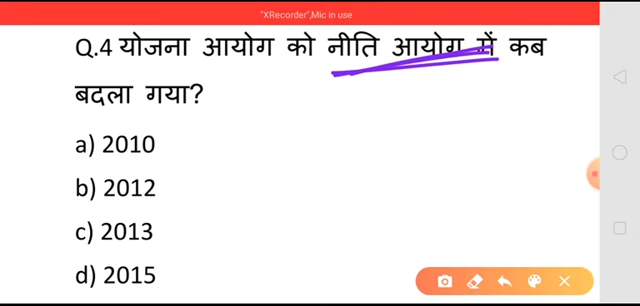 "XRecorder",Mic in use
Q.4 योजना आयोग को नीति आयोग में कब
बदला गया?
a) 2010
b) 2012
c) 2013
d) 2015